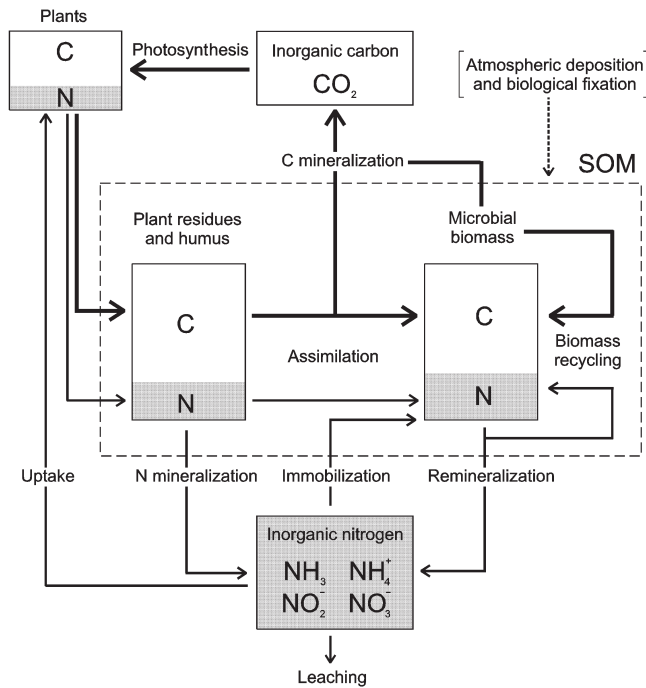 Plants
C
N
Photosynthesis
Inorganic carbon
CO₂
Atmospheric deposition
and biological fixation
C mineralization
SOM
Plant residues
and humus
Microbial
biomass
C
C
Assimilation
Biomass
recycling
N
N
Uptake
N mineralization
Immobilization
Remineralization
Inorganic nitrogen
NH₃ NH₄⁺
NO₂⁻ NO₃⁻
Leaching